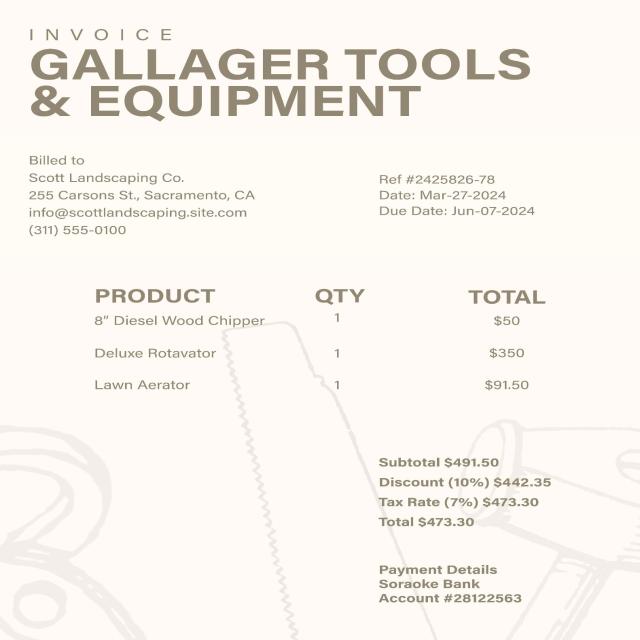 INVOICE
GALLAGER TOOLS
& EQUIPMENT
Billed to
Scott Landscaping Co.
255 Carsons St., Sacramento, CA
info@scottlandscaping.site.com
(311) 555-0100
Ref #2425826-78
Date: Mar-27-2024
Due Date: Jun-07-2024
PRODUCT QTY TOTAL
8" Diesel Wood Chipper 1 $50
Deluxe Rotavator 1 $350
Lawn Aerator 1 $91.50
Subtotal $491.50
Discount (10%) $442.35
Tax Rate (7%) $473.30
Total $473.30
Payment Details
Soraoke Bank
Account #28122563